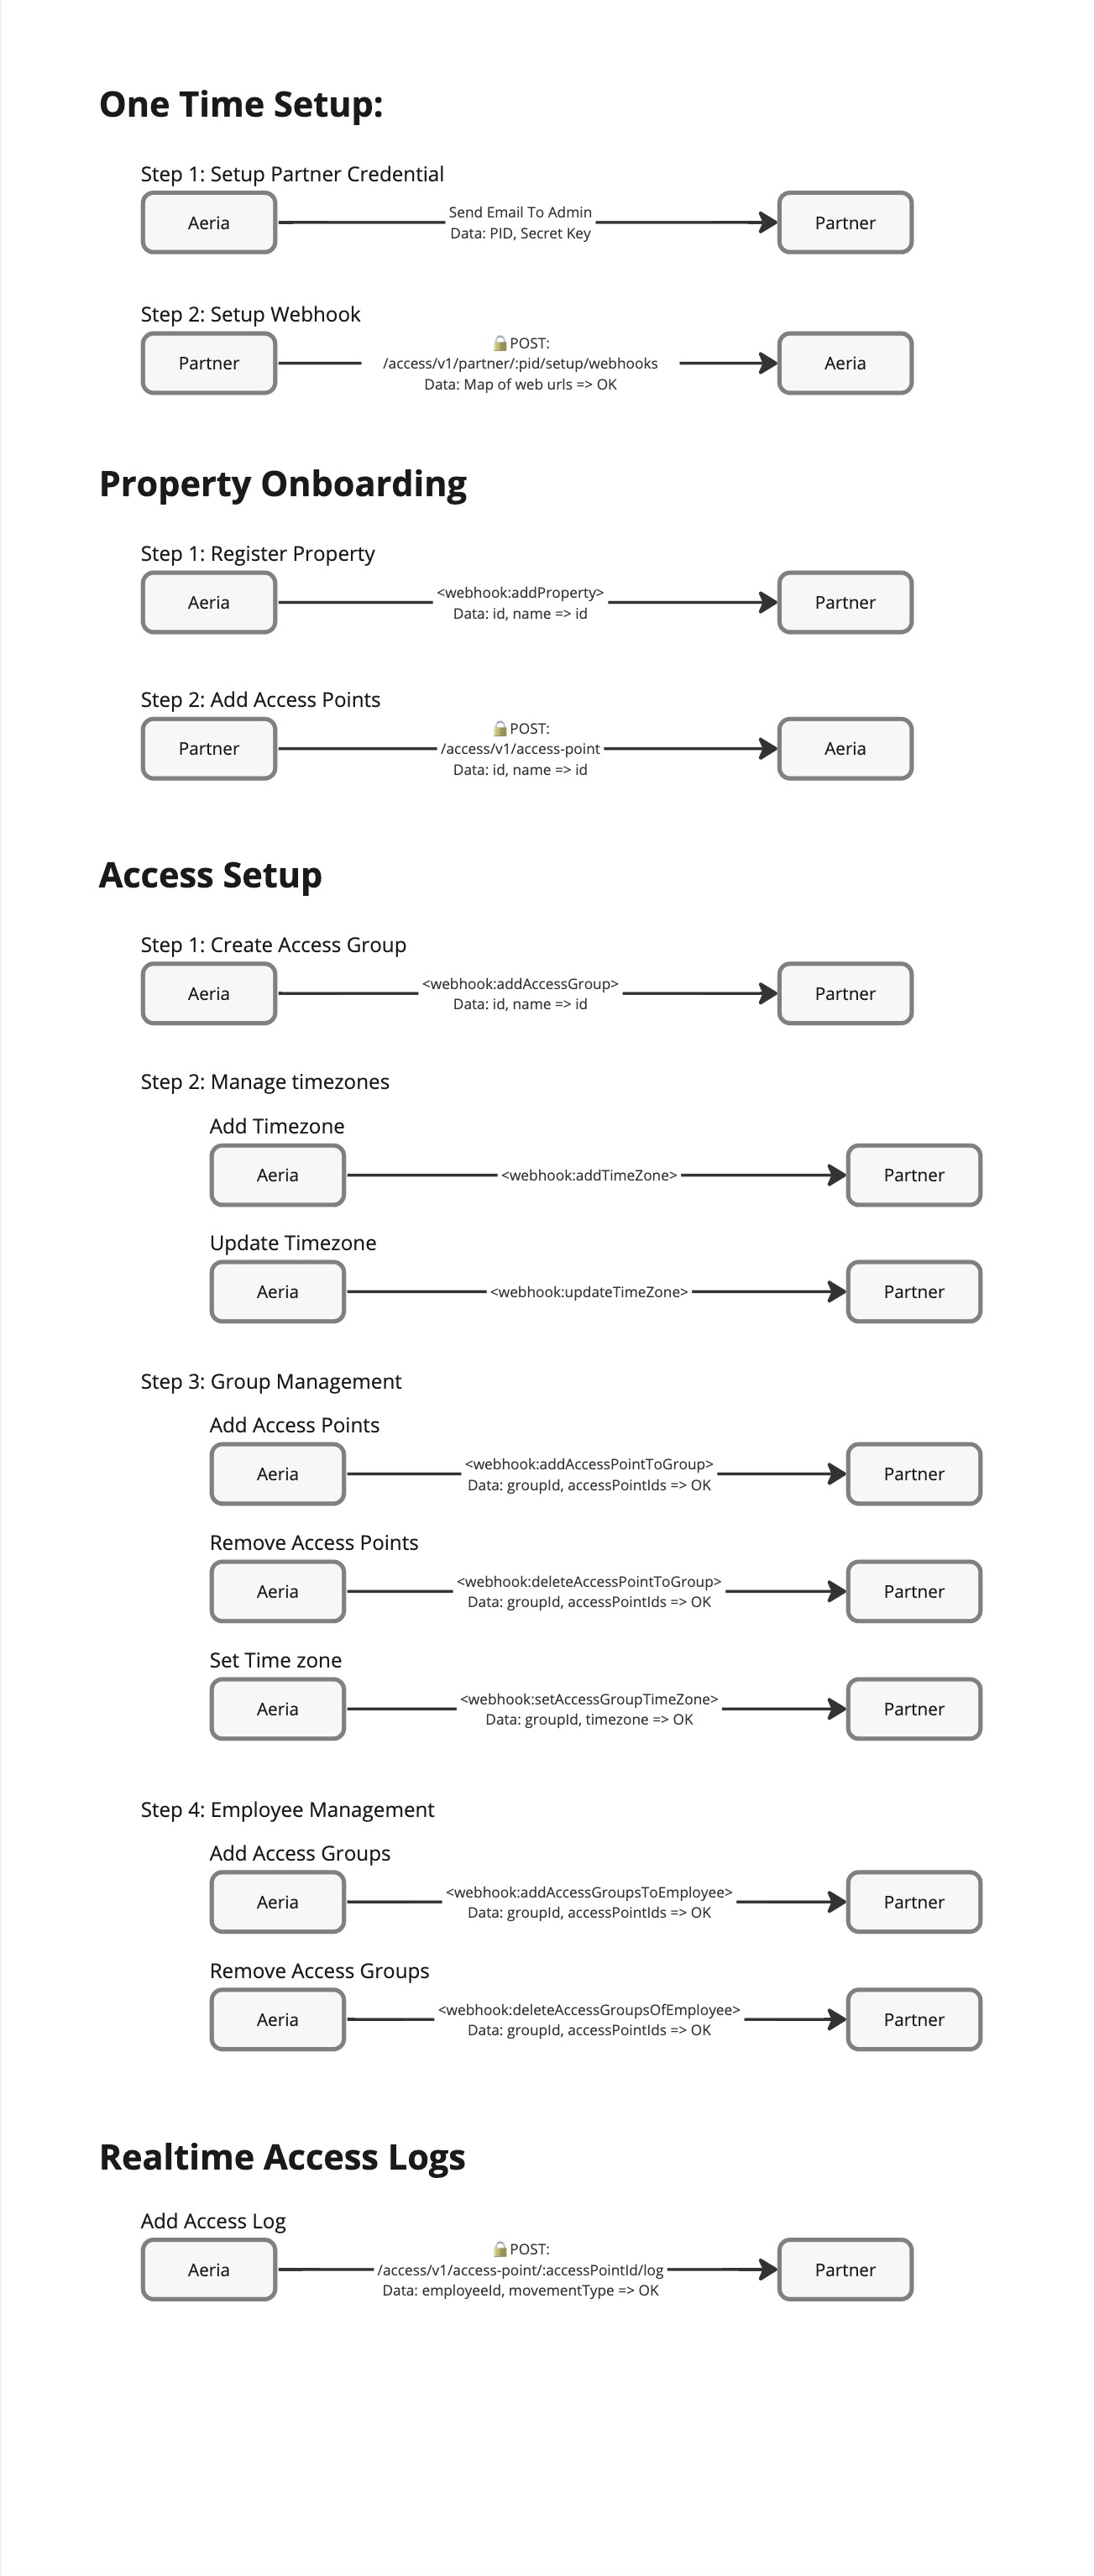 One Time Setup:
Step 1: Setup Partner Credential
Aeria
Send Email To Admin
Data: PID, Secret Key
Partner
Step 2: Setup Webhook
Partner
🔒POST:
/access/v1/partner/:pid/setup/webhooks
Data: Map of web urls => OK
Aeria
Property Onboarding
Step 1: Register Property
Aeria
<webhook:addProperty>
Data: id, name => id
Partner
Step 2: Add Access Points
Partner
🔒POST:
/access/v1/access-point
Data: id, name => id
Aeria
Access Setup
Step 1: Create Access Group
Aeria
<webhook:addAccessGroup>
Data: id, name => id
Partner
Step 2: Manage timezones
Add Timezone
Aeria
<webhook:addTimeZone>
Partner
Update Timezone
Aeria
<webhook:updateTimeZone>
Partner
Step 3: Group Management
Add Access Points
Aeria
<webhook:addAccessPointToGroup>
Data: groupId, accessPointIds => OK
Partner
Remove Access Points
Aeria
<webhook:deleteAccessPointToGroup>
Data: groupId, accessPointIds => OK
Partner
Set Time zone
Aeria
<webhook:setAccessGroupTimeZone>
Data: groupId, timezone => OK
Partner
Step 4: Employee Management
Add Access Groups
Aeria
<webhook:addAccessGroupsToEmployee>
Data: groupId, accessPointIds => OK
Partner
Remove Access Groups
Aeria
<webhook:deleteAccessGroupsOfEmployee>
Data: groupId, accessPointIds => OK
Partner
Realtime Access Logs
Add Access Log
Aeria
🔒POST:
/access/v1/access-point/:accessPointId/log
Data: employeeId, movementType => OK
Partner